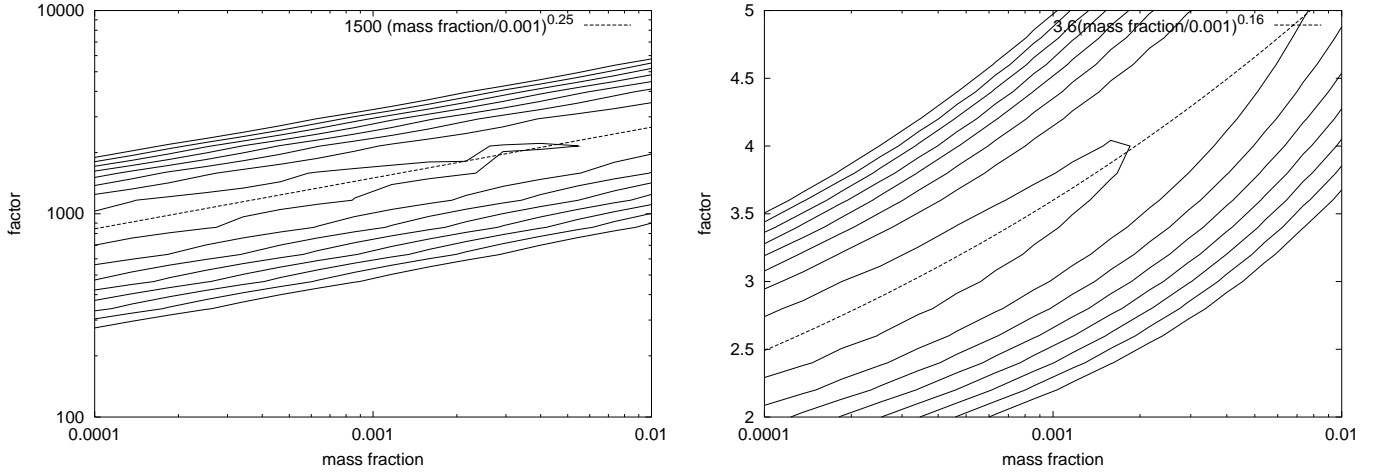 10000
1000
100
0.0001
0.001
0.01
factor
mass fraction
1500 (mass fraction/0.001)^0.25
5
4.5
4
3.5
3
2.5
2
0.0001
0.001
0.01
factor
mass fraction
3.6(mass fraction/0.001)^0.16